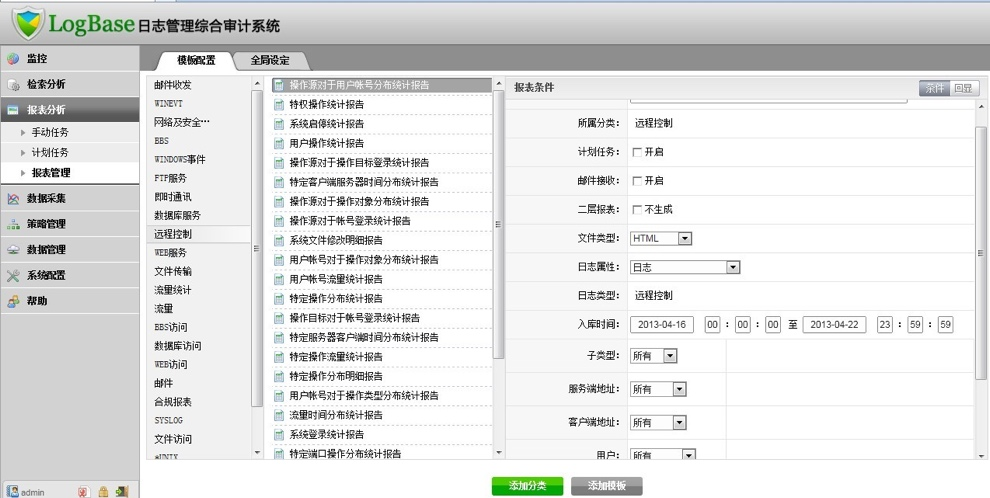 LogBase日志管理综合审计系统
监控
检索分析
报表分析
手动任务
计划任务
报表管理
数据采集
策略管理
数据管理
系统配置
帮助
admin
模板配置
全局设定
邮件收发
WINEVT
网络及安全…
BBS
WINDOWS事件
FTP服务
即时通讯
数据库服务
远程控制
WEB服务
文件传输
流量统计
流量
BBS访问
数据库访问
WEB访问
邮件
合规报表
SYSLOG
文件访问
*UNIX
操作源对于用户帐号分布统计报告
特权操作统计报告
系统启停统计报告
用户操作统计报告
操作源对于操作目标登录统计报告
特定客户端服务器时间分布统计报告
操作源对于操作对象分布统计报告
操作源对于帐号登录统计报告
系统文件修改明细报告
用户帐号对于操作对象分布统计报告
用户帐号流量统计报告
特定操作分布统计报告
操作目标对于帐号登录统计报告
特定服务器客户端时间分布统计报告
特定操作流量统计报告
特定操作分布明细报告
用户帐号对于操作类型分布统计报告
流量时间分布统计报告
系统登录统计报告
特定端口操作分布统计报告
报表条件
条件 回显
所属分类： 远程控制
计划任务： 开启
邮件接收： 开启
二层报表： 不生成
文件类型： HTML
日志属性： 日志
日志类型： 远程控制
入库时间： 2013-04-16 00 : 00 : 00 至 2013-04-22 23 : 59 : 59
子类型： 所有
服务端地址： 所有
客户端地址： 所有
用户： 所有
添加分类 添加模板